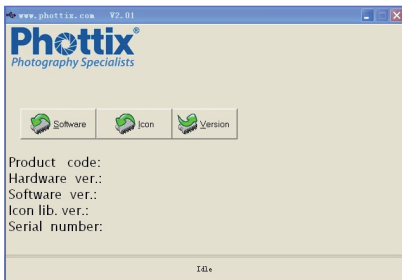 www.phottix.com V2.01
Phottix®
Photography Specialists
Software Icon Version
Product code:
Hardware ver.:
Software ver.:
Icon lib. ver.:
Serial number:
Idle